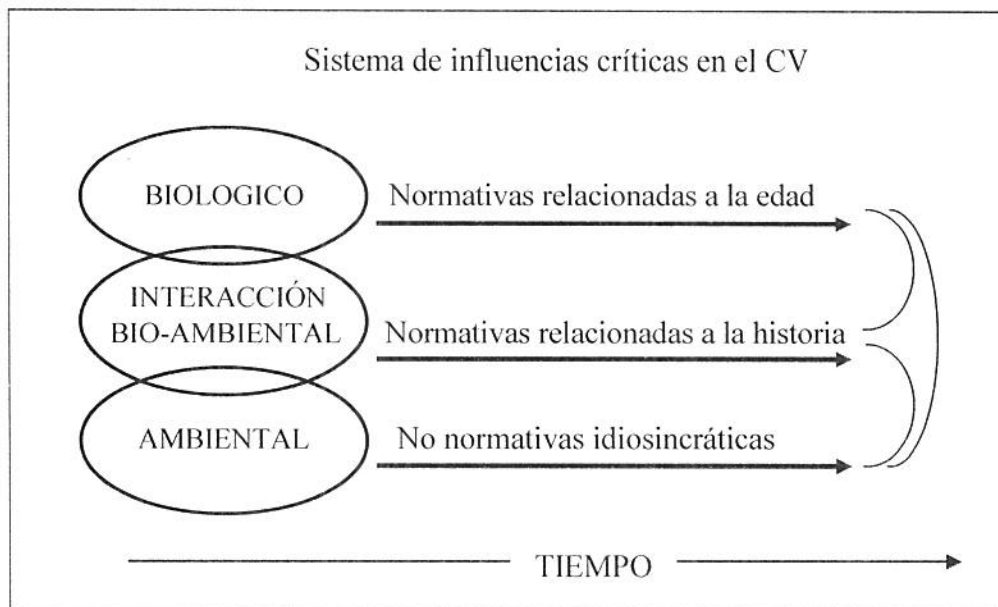 Sistema de influencias críticas en el CV
BIOLOGICO
Normativas relacionadas a la edad
INTERACCIÓN
BIO-AMBIENTAL
Normativas relacionadas a la historia
AMBIENTAL
No normativas idiosincráticas
TIEMPO